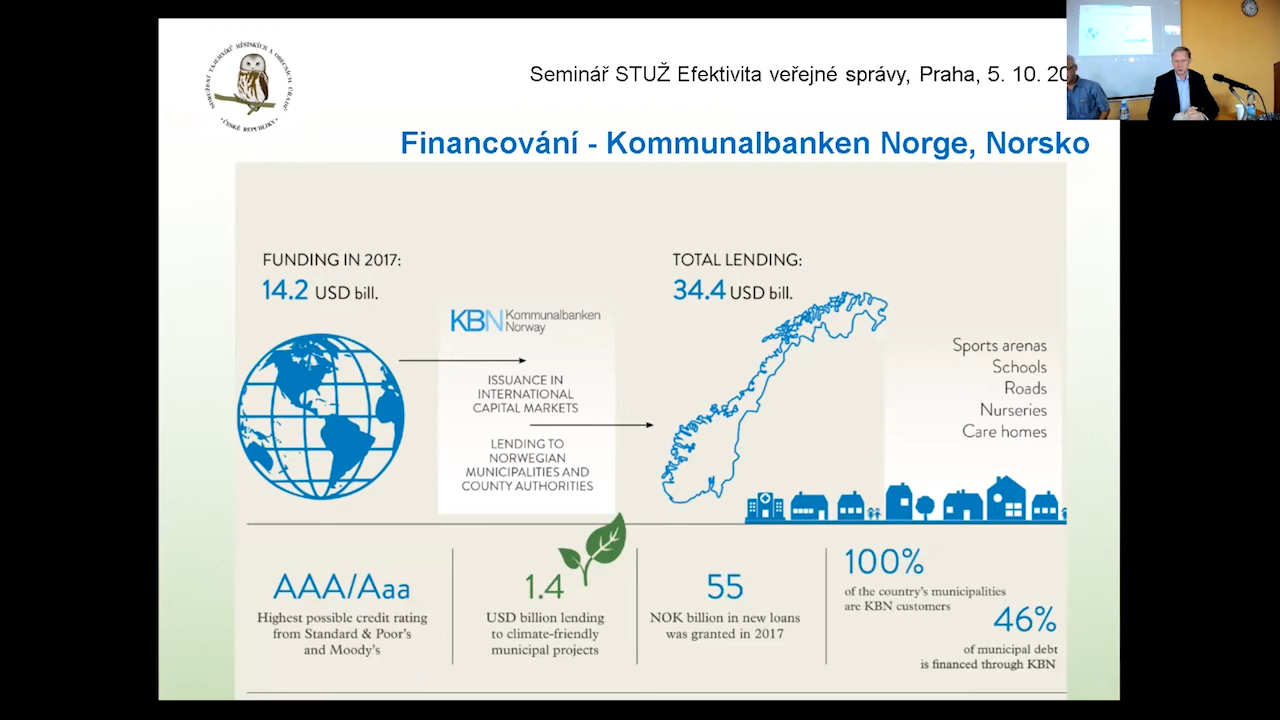 SDRUŽENÍ TAJEMNÍKŮ MĚSTSKÝCH A OBECNÍCH ÚŘADŮ
• ČESKÉ REPUBLIKY •
Seminář STUŽ Efektivita veřejné správy, Praha, 5. 10. 20
Financování - Kommunalbanken Norge, Norsko
FUNDING IN 2017:
14.2 USD bill.
TOTAL LENDING:
34.4 USD bill.
KBN Kommunalbanken
Norway
ISSUANCE IN
INTERNATIONAL
CAPITAL MARKETS
LENDING TO
NORWEGIAN
MUNICIPALITIES AND
COUNTY AUTHORITIES
Sports arenas
Schools
Roads
Nurseries
Care homes
AAA/Aaa
Highest possible credit rating
from Standard & Poor's
and Moody's
1.4
USD billion lending
to climate-friendly
municipal projects
55
NOK billion in new loans
was granted in 2017
100%
of the country's municipalities
are KBN customers
46%
of municipal debt
is financed through KBN